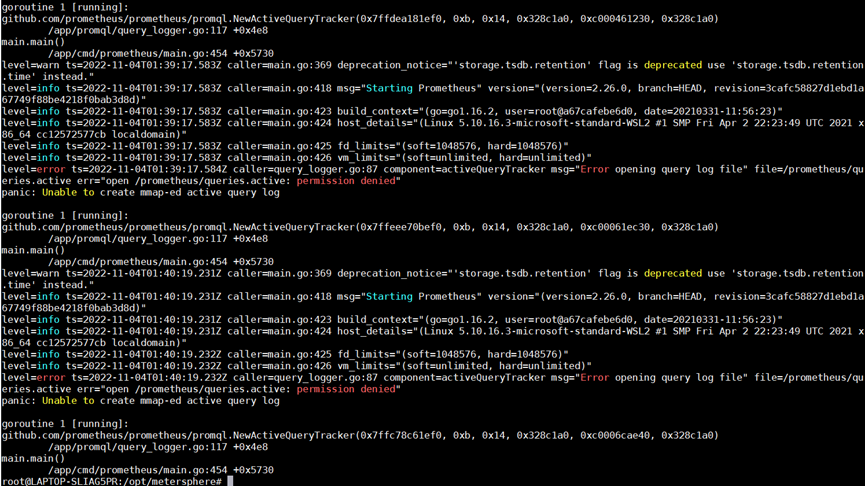 goroutine 1 [running]:
github.com/prometheus/prometheus/promql.NewActiveQueryTracker(0x7ffdea181ef0, 0xb, 0x14, 0x328c1a0, 0xc000461230, 0x328c1a0)
        /app/promql/query_logger.go:117 +0x4e8
main.main()
        /app/cmd/prometheus/main.go:454 +0x5730
level=warn ts=2022-11-04T01:39:17.583Z caller=main.go:369 deprecation_notice="'storage.tsdb.retention' flag is deprecated use 'storage.tsdb.retention
.time' instead."
level=info ts=2022-11-04T01:39:17.583Z caller=main.go:418 msg="Starting Prometheus" version="(version=2.26.0, branch=HEAD, revision=3cafc58827d1ebd1a
67749f88be4218f0bab3d8d)"
level=info ts=2022-11-04T01:39:17.583Z caller=main.go:423 build_context="(go=go1.16.2, user=root@a67cafebe6d0, date=20210331-11:56:23)"
level=info ts=2022-11-04T01:39:17.583Z caller=main.go:424 host_details="(Linux 5.10.16.3-microsoft-standard-WSL2 #1 SMP Fri Apr 2 22:23:49 UTC 2021 x
86_64 cc12572577cb localdomain)"
level=info ts=2022-11-04T01:39:17.583Z caller=main.go:425 fd_limits="(soft=1048576, hard=1048576)"
level=info ts=2022-11-04T01:39:17.583Z caller=main.go:426 vm_limits="(soft=unlimited, hard=unlimited)"
level=error ts=2022-11-04T01:39:17.584Z caller=query_logger.go:87 component=activeQueryTracker msg="Error opening query log file" file=/prometheus/qu
eries.active err="open /prometheus/queries.active: permission denied"
panic: Unable to create mmap-ed active query log

goroutine 1 [running]:
github.com/prometheus/prometheus/promql.NewActiveQueryTracker(0x7ffeee70bef0, 0xb, 0x14, 0x328c1a0, 0xc00061ec30, 0x328c1a0)
        /app/promql/query_logger.go:117 +0x4e8
main.main()
        /app/cmd/prometheus/main.go:454 +0x5730
level=warn ts=2022-11-04T01:40:19.231Z caller=main.go:369 deprecation_notice="'storage.tsdb.retention' flag is deprecated use 'storage.tsdb.retention
.time' instead."
level=info ts=2022-11-04T01:40:19.231Z caller=main.go:418 msg="Starting Prometheus" version="(version=2.26.0, branch=HEAD, revision=3cafc58827d1ebd1a
67749f88be4218f0bab3d8d)"
level=info ts=2022-11-04T01:40:19.231Z caller=main.go:423 build_context="(go=go1.16.2, user=root@a67cafebe6d0, date=20210331-11:56:23)"
level=info ts=2022-11-04T01:40:19.231Z caller=main.go:424 host_details="(Linux 5.10.16.3-microsoft-standard-WSL2 #1 SMP Fri Apr 2 22:23:49 UTC 2021 x
86_64 cc12572577cb localdomain)"
level=info ts=2022-11-04T01:40:19.232Z caller=main.go:425 fd_limits="(soft=1048576, hard=1048576)"
level=info ts=2022-11-04T01:40:19.232Z caller=main.go:426 vm_limits="(soft=unlimited, hard=unlimited)"
level=error ts=2022-11-04T01:40:19.232Z caller=query_logger.go:87 component=activeQueryTracker msg="Error opening query log file" file=/prometheus/qu
eries.active err="open /prometheus/queries.active: permission denied"
panic: Unable to create mmap-ed active query log

goroutine 1 [running]:
github.com/prometheus/prometheus/promql.NewActiveQueryTracker(0x7ffc78c61ef0, 0xb, 0x14, 0x328c1a0, 0xc0006cae40, 0x328c1a0)
        /app/promql/query_logger.go:117 +0x4e8
main.main()
        /app/cmd/prometheus/main.go:454 +0x5730
root@LAPTOP-SLIAG5PR:/opt/metersphere#